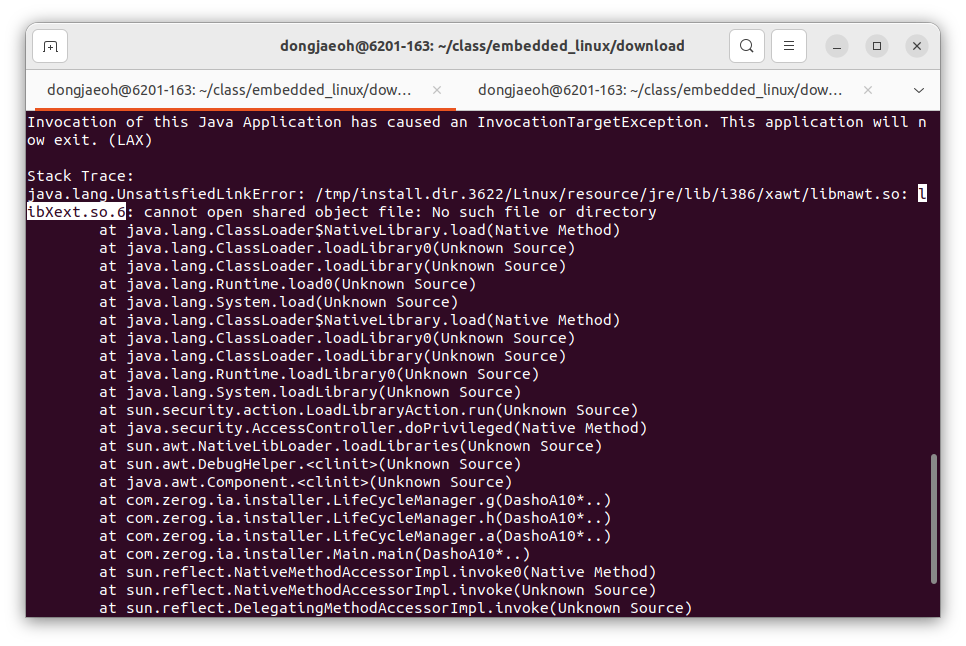 dongjaeoh@6201-163: ~/class/embedded_linux/download
dongjaeoh@6201-163: ~/class/embedded_linux/dow...
dongjaeoh@6201-163: ~/class/embedded_linux/dow...
Invocation of this Java Application has caused an InvocationTargetException. This application will n
ow exit. (LAX)
Stack Trace:
java.lang.UnsatisfiedLinkError: /tmp/install.dir.3622/Linux/resource/jre/lib/i386/xawt/libmawt.so: l
ibXext.so.6: cannot open shared object file: No such file or directory
at java.lang.ClassLoader$NativeLibrary.load(Native Method)
at java.lang.ClassLoader.loadLibrary0(Unknown Source)
at java.lang.ClassLoader.loadLibrary(Unknown Source)
at java.lang.Runtime.load0(Unknown Source)
at java.lang.System.load(Unknown Source)
at java.lang.ClassLoader$NativeLibrary.load(Native Method)
at java.lang.ClassLoader.loadLibrary0(Unknown Source)
at java.lang.ClassLoader.loadLibrary(Unknown Source)
at java.lang.Runtime.loadLibrary0(Unknown Source)
at java.lang.System.loadLibrary(Unknown Source)
at sun.security.action.LoadLibraryAction.run(Unknown Source)
at java.security.AccessController.doPrivileged(Native Method)
at sun.awt.NativeLibLoader.loadLibraries(Unknown Source)
at sun.awt.DebugHelper.<clinit>(Unknown Source)
at java.awt.Component.<clinit>(Unknown Source)
at com.zerog.ia.installer.LifeCycleManager.g(DashoA10*..)
at com.zerog.ia.installer.LifeCycleManager.h(DashoA10*..)
at com.zerog.ia.installer.LifeCycleManager.a(DashoA10*..)
at com.zerog.ia.installer.Main.main(DashoA10*..)
at sun.reflect.NativeMethodAccessorImpl.invoke0(Native Method)
at sun.reflect.NativeMethodAccessorImpl.invoke(Unknown Source)
at sun.reflect.DelegatingMethodAccessorImpl.invoke(Unknown Source)